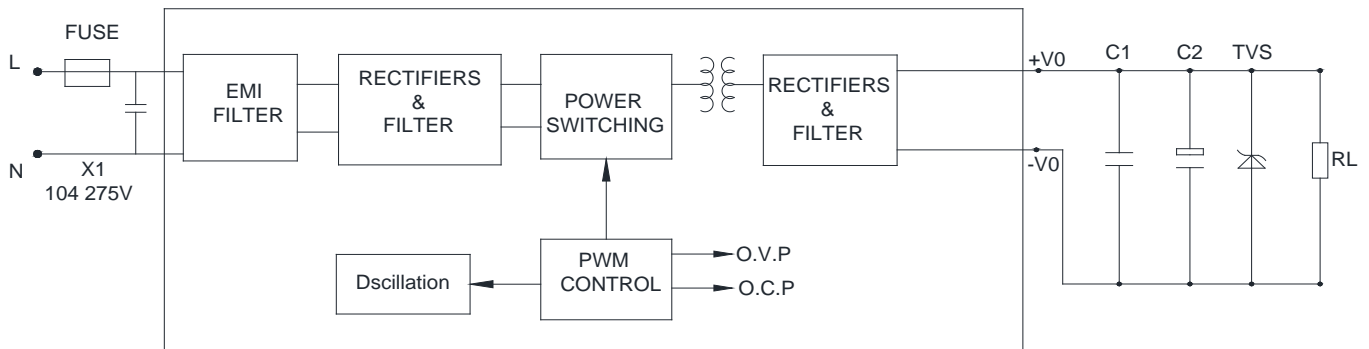 FUSE
L
N
X1
104 275V
EMI
FILTER
RECTIFIERS
&
FILTER
POWER
SWITCHING
RECTIFIERS
&
FILTER
Dscillation
PWM
CONTROL
O.V.P
O.C.P
+V0
-V0
C1
C2
TVS
RL